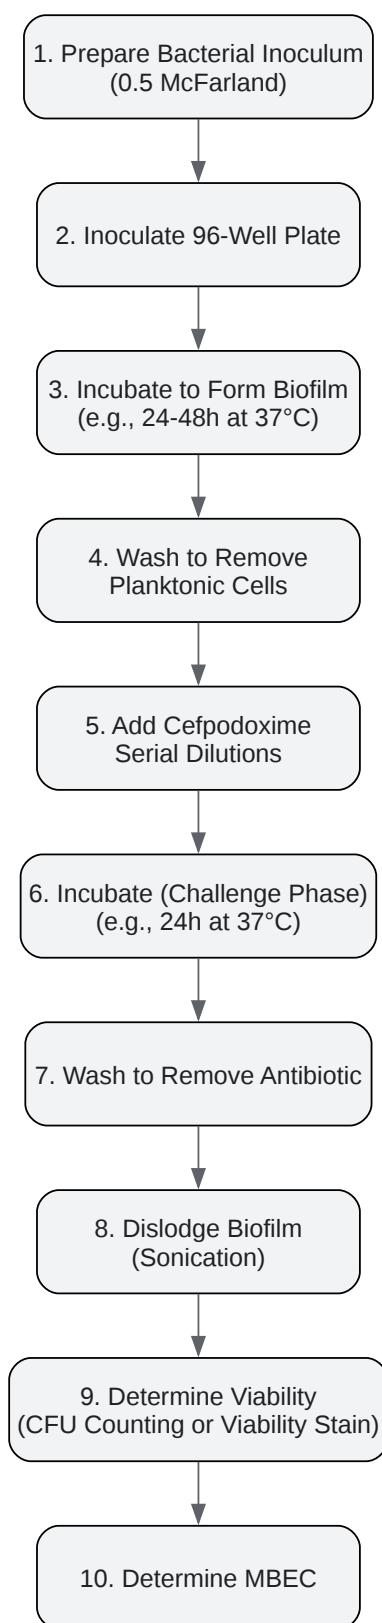 1. Prepare Bacterial Inoculum
(0.5 McFarland)
2. Inoculate 96-Well Plate
3. Incubate to Form Biofilm
(e.g., 24-48h at 37°C)
4. Wash to Remove
Planktonic Cells
5. Add Cefpodoxime
Serial Dilutions
6. Incubate (Challenge Phase)
(e.g., 24h at 37°C)
7. Wash to Remove Antibiotic
8. Dislodge Biofilm
(Sonication)
9. Determine Viability
(CFU Counting or Viability Stain)
10. Determine MBEC